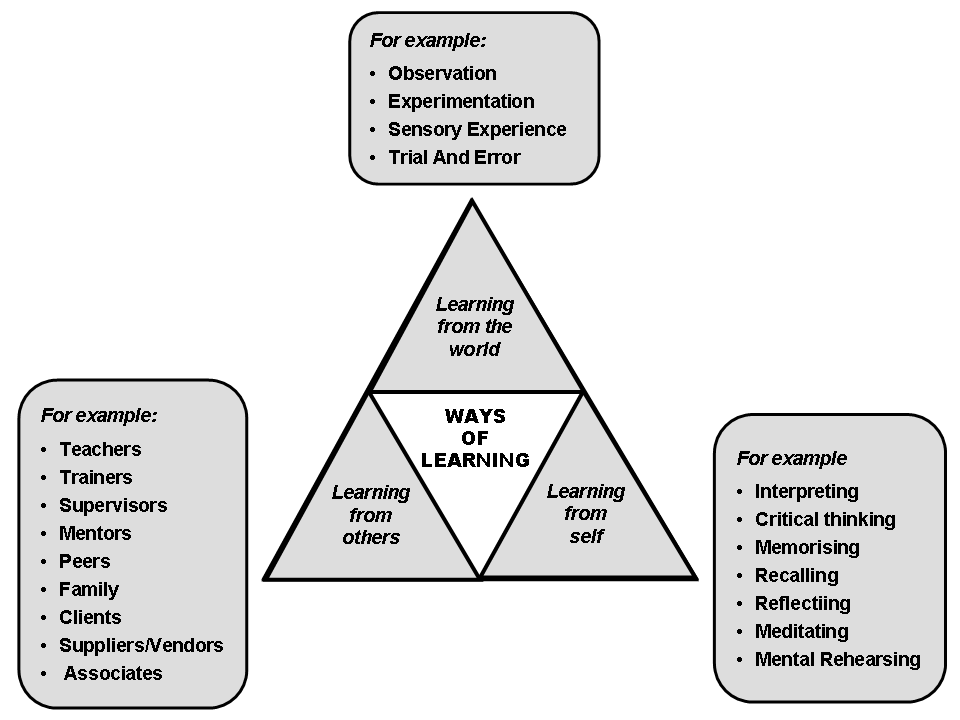 For example:
• Observation
• Experimentation
• Sensory Experience
• Trial And Error
Learning
from the
world
WAYS
OF
LEARNING
Learning
from
others
Learning
from
self
For example:
• Teachers
• Trainers
• Supervisors
• Mentors
• Peers
• Family
• Clients
• Suppliers/Vendors
• Associates
For example
• Interpreting
• Critical thinking
• Memorising
• Recalling
• Reflectiing
• Meditating
• Mental Rehearsing